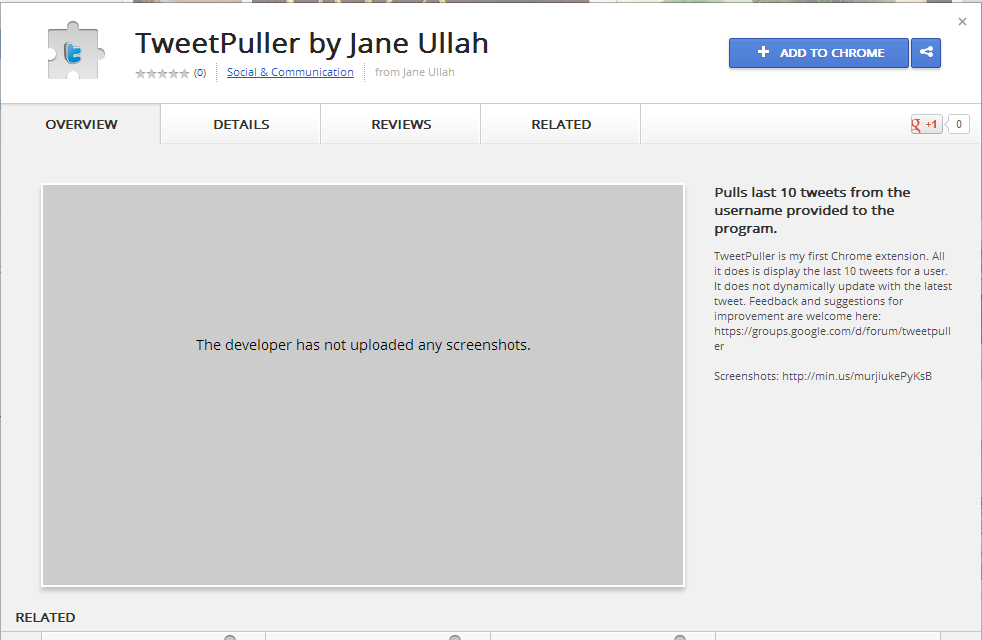 TweetPuller by Jane Ullah
(0) Social & Communication from Jane Ullah
ADD TO CHROME
OVERVIEW DETAILS REVIEWS RELATED
g +1 0
The developer has not uploaded any screenshots.
Pulls last 10 tweets from the
username provided to the
program.
TweetPuller is my first Chrome extension. All
it does is display the last 10 tweets for a user.
It does not dynamically update with the latest
tweet. Feedback and suggestions for
improvement are welcome here:
https://groups.google.com/d/forum/tweetpull
er
Screenshots: http://min.us/murjiukePyKsB
RELATED